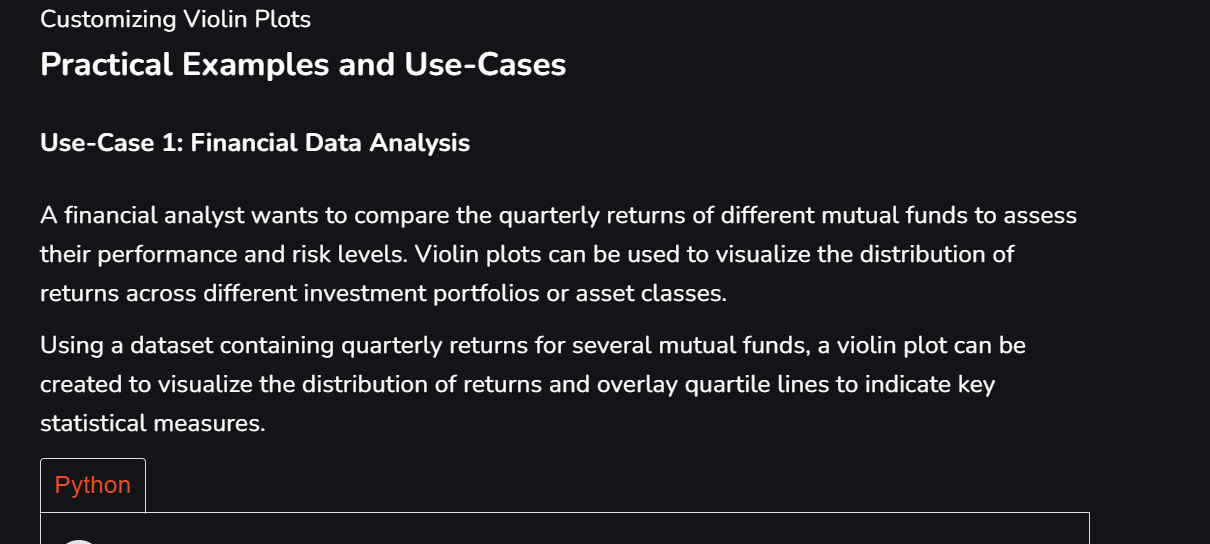 Customizing Violin Plots
Practical Examples and Use-Cases
Use-Case 1: Financial Data Analysis
A financial analyst wants to compare the quarterly returns of different mutual funds to assess
their performance and risk levels. Violin plots can be used to visualize the distribution of
returns across different investment portfolios or asset classes.
Using a dataset containing quarterly returns for several mutual funds, a violin plot can be
created to visualize the distribution of returns and overlay quartile lines to indicate key
statistical measures.
Python